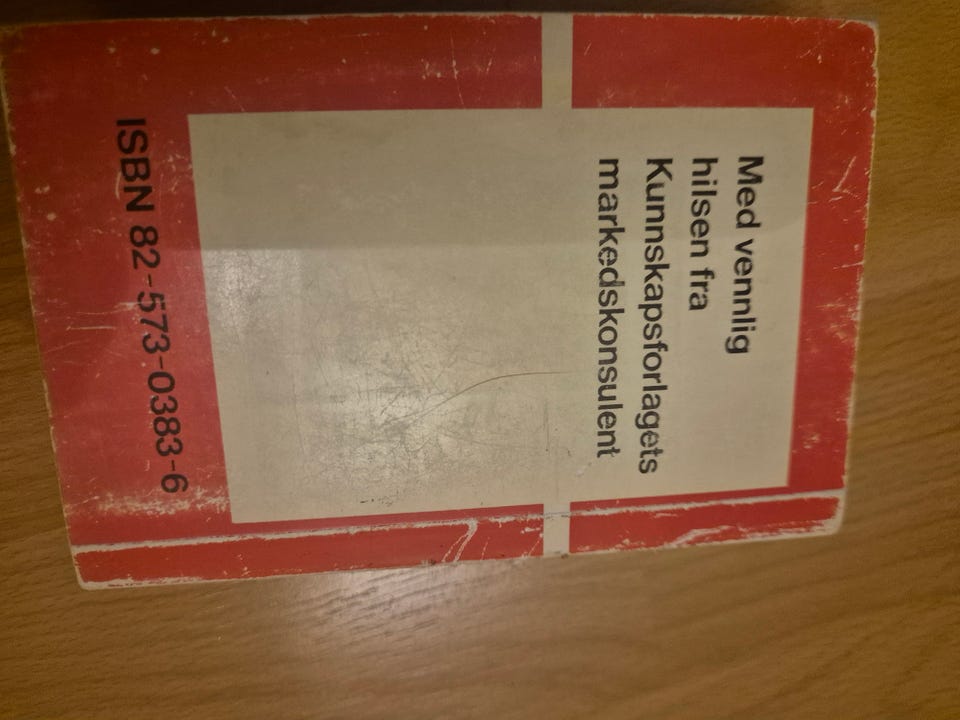 Med vennlig
hilsen fra
Kunnskapsforlagets
markedskonsulent
ISBN 82-573-0383-6